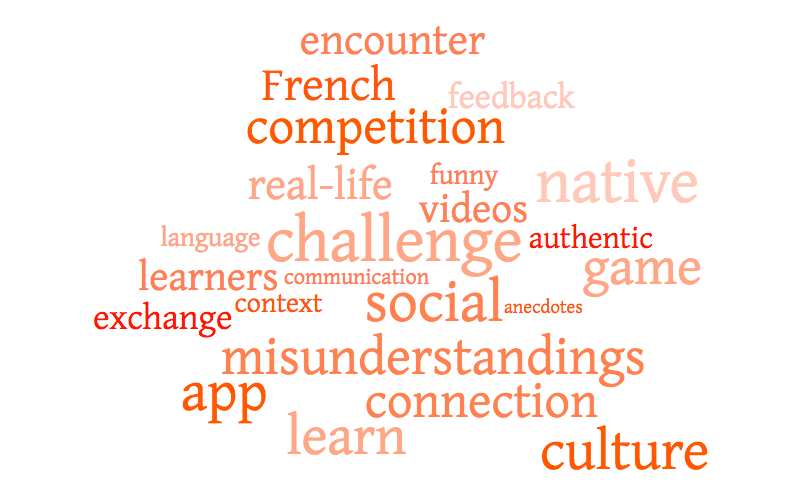 encounter
French
feedback
competition
real-life
funny
native
videos
language
challenge
authentic
learners
communication
game
exchange
context
social
anecdotes
misunderstandings
app
connection
learn
culture